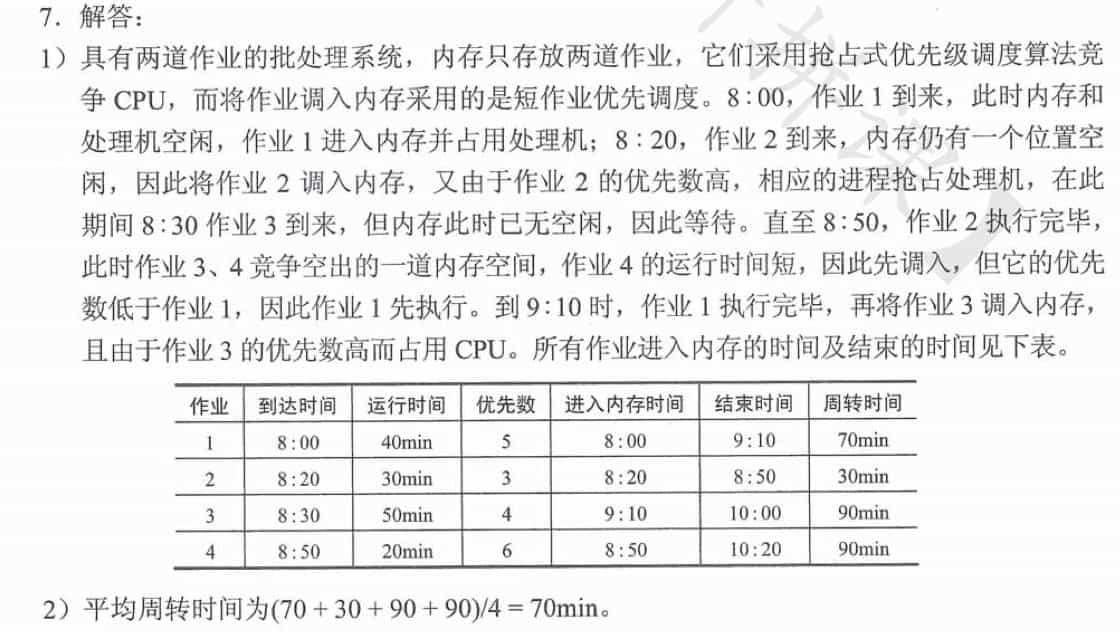 7．解答：
1）具有两道作业的批处理系统，内存只存放两道作业，它们采用抢占式优先级调度算法竞
争 CPU，而将作业调入内存采用的是短作业优先调度。8:00，作业 1 到来，此时内存和
处理机空闲，作业 1 进入内存并占用处理机；8:20，作业 2 到来，内存仍有一个位置空
闲，因此将作业 2 调入内存，又由于作业 2 的优先数高，相应的进程抢占处理机，在此
期间 8:30 作业 3 到来，但内存此时已无空闲，因此等待。直至 8:50，作业 2 执行完毕，
此时作业 3、4 竞争空出的一道内存空间，作业 4 的运行时间短，因此先调入，但它的优先
数低于作业 1，因此作业 1 先执行。到 9:10 时，作业 1 执行完毕，再将作业 3 调入内存，
且由于作业 3 的优先数高而占用 CPU。所有作业进入内存的时间及结束的时间见下表。
作业 到达时间 运行时间 优先数 进入内存时间 结束时间 周转时间
1 8:00 40min 5 8:00 9:10 70min
2 8:20 30min 3 8:20 8:50 30min
3 8:30 50min 4 9:10 10:00 90min
4 8:50 20min 6 8:50 10:20 90min
2）平均周转时间为(70 + 30 + 90 + 90)/4 = 70min。